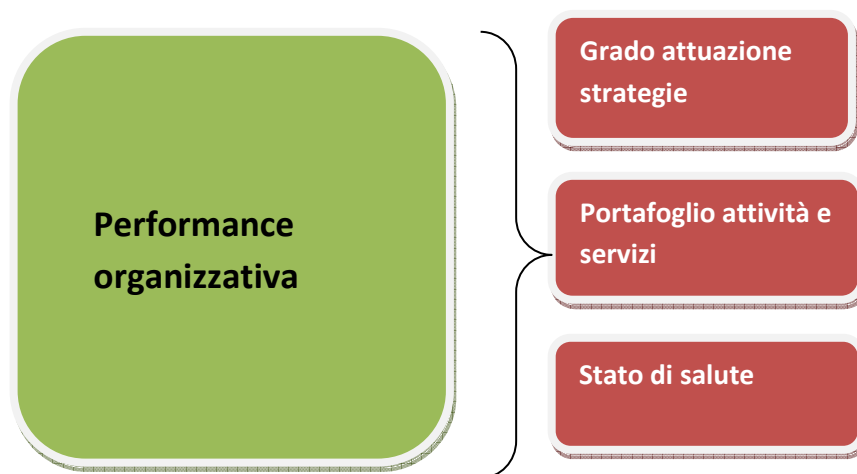 Performance
organizzativa
Grado attuazione
strategie
Portafoglio attività e
servizi
Stato di salute